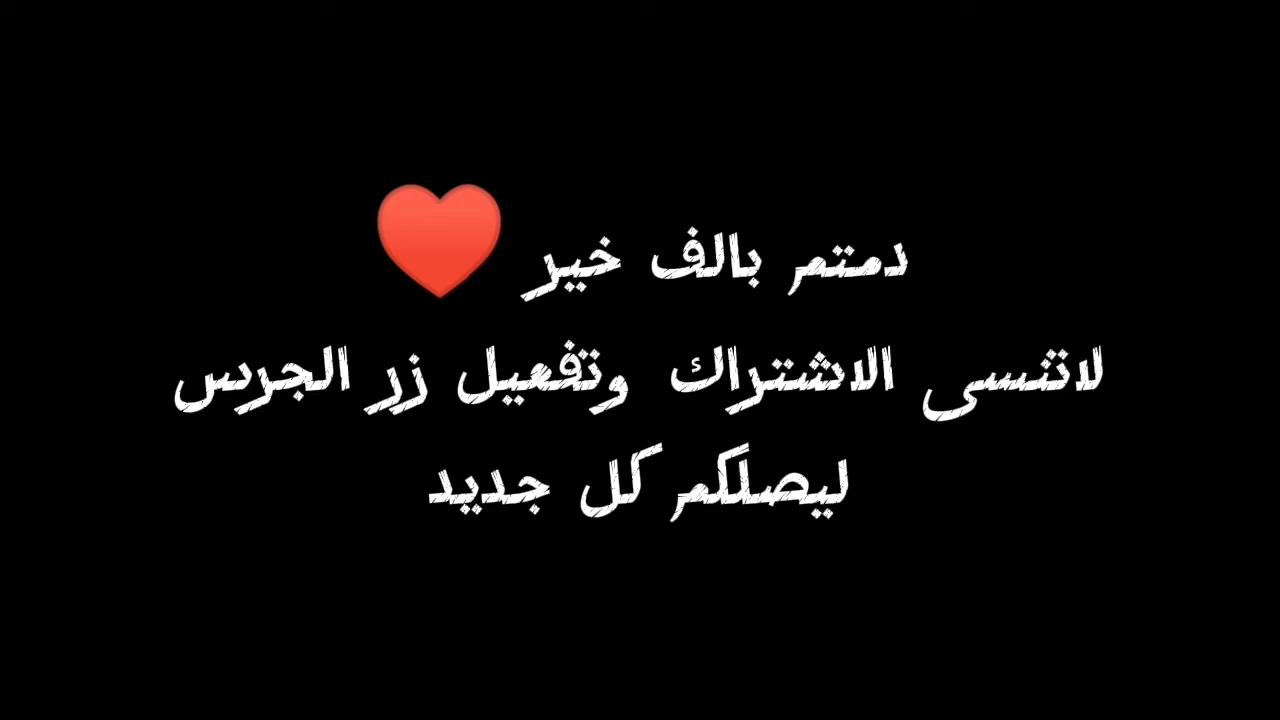 دمتم بالف خير ♥
لاتنسى الاشتراك وتفعيل زر الجرس
ليصلكم كل جديد